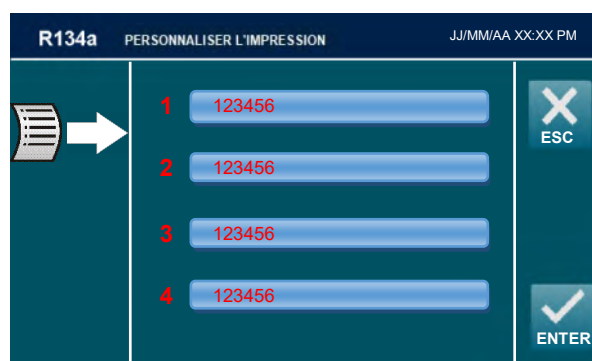 R134a PERSONNALISER L'IMPRESSION JJ/MM/AA XX:XX PM
1 123456
ESC
2 123456
3 123456
4 123456
ENTER